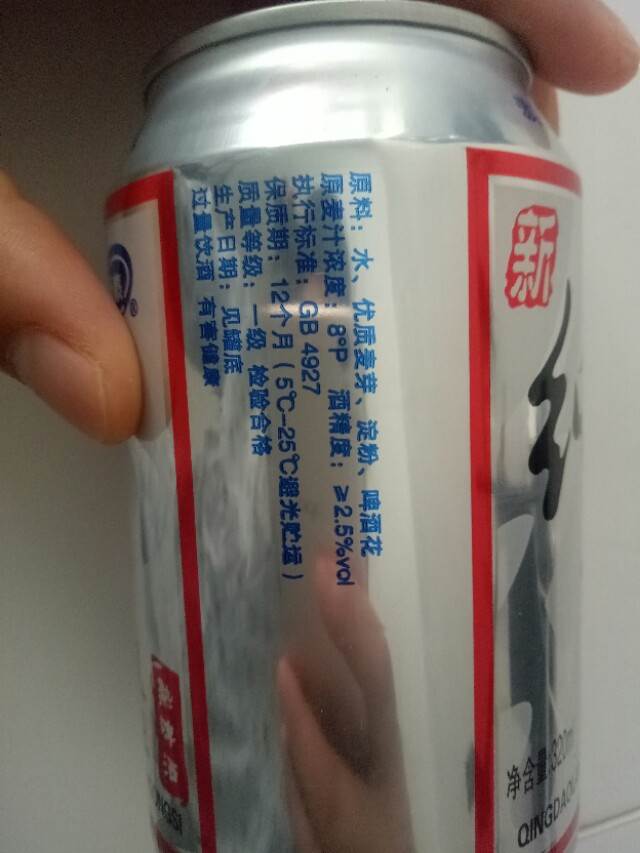 原料：水、优质麦芽、淀粉、啤酒花
原麦汁浓度：8°P 酒精度：≥2.5%vol
执行标准：GB 4927
保质期：12个月（5℃-25℃避光贮运）
质量等级：一级 检验合格
生产日期：见罐底
过量饮酒 有害健康
新
净含量:320m
QINGDAO